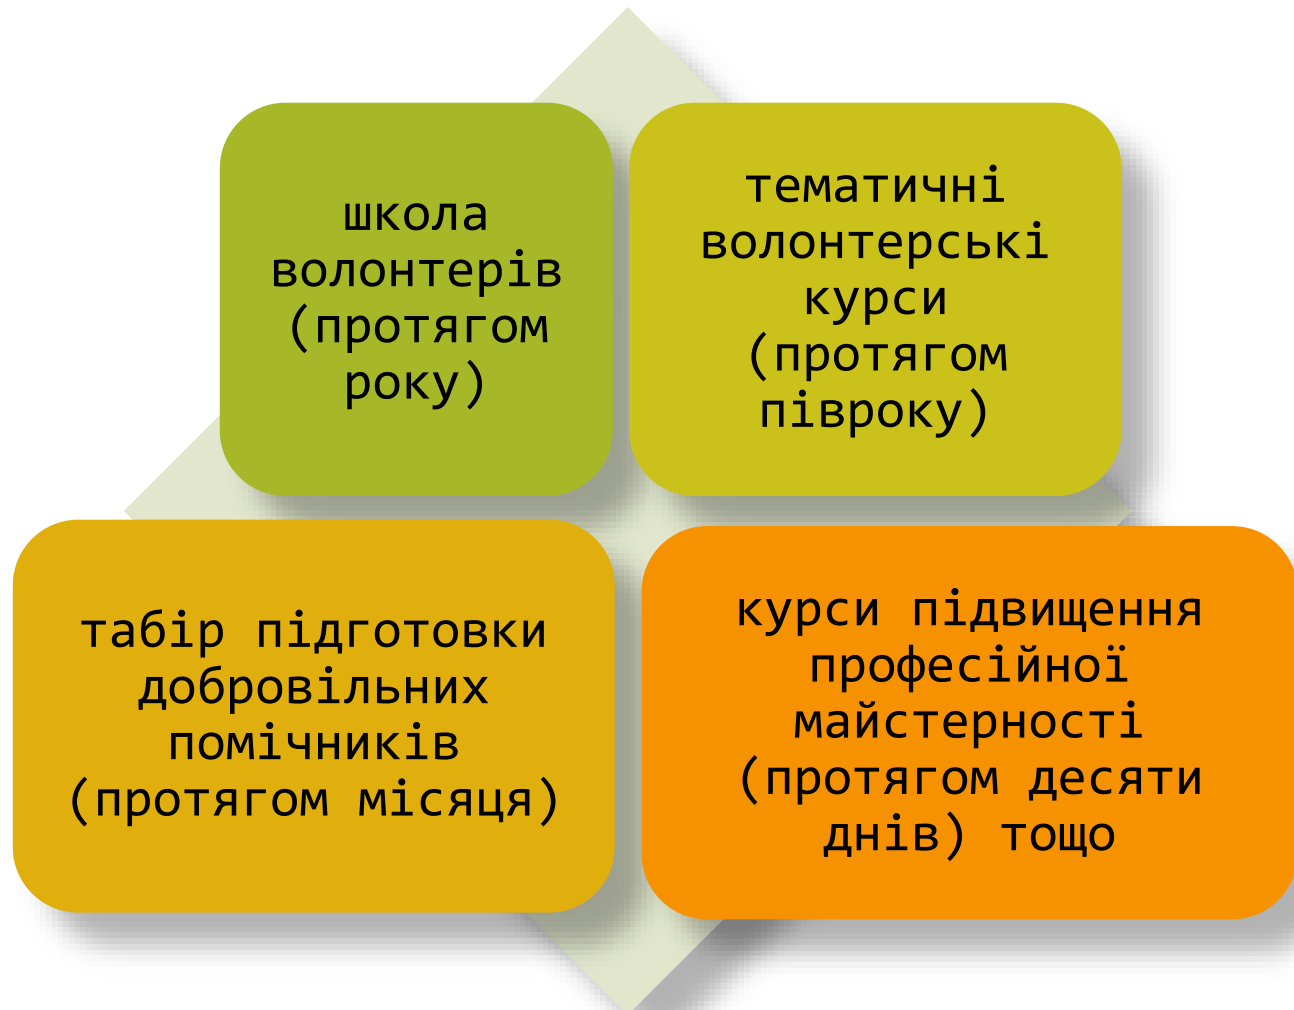 школа
волонтерів
(протягом
року)
тематичні
волонтерські
курси
(протягом
півроку)
табір підготовки
добровільних
помічників
(протягом місяця)
курси підвищення
професійної
майстерності
(протягом десяти
днів) тощо